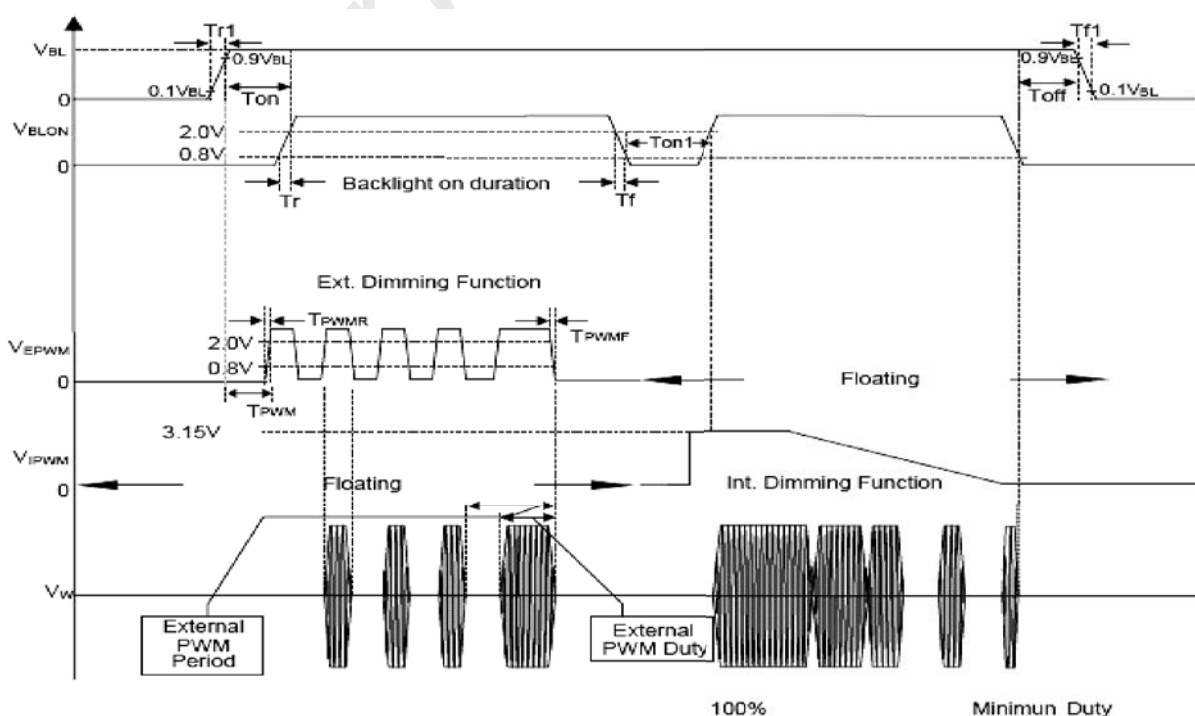 Tr1
Tf1
VBL
0.9VBL
0.9VBL
0.1VBL
Ton
Toff
0.1VBL
0
VBLON
2.0V
Ton1
0.8V
0
Backlight on duration
Tr
Tf
Ext. Dimming Function
TPWMR
TPWMF
VEPWM
2.0V
0.8V
0
Floating
TPWM
3.15V
VIPWM
0
Floating
Int. Dimming Function
VW
External
PWM
Period
External
PWM Duty
100%
Minimun Duty